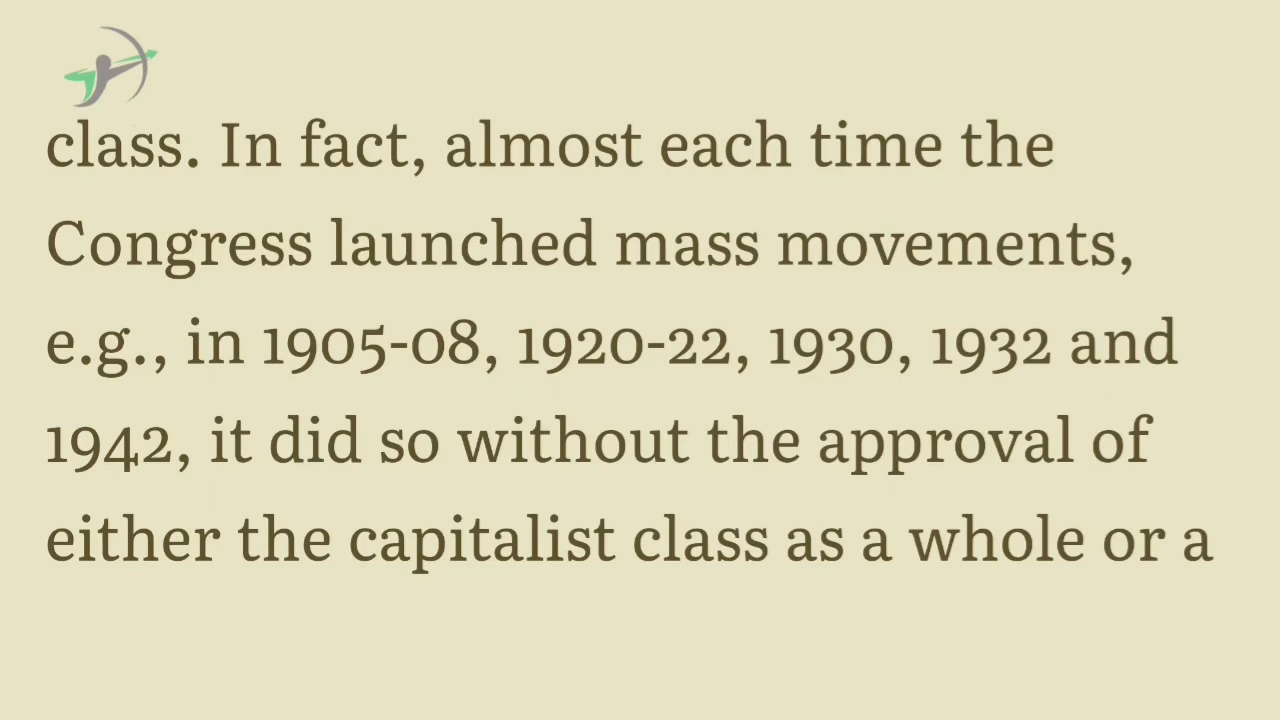 class. In fact, almost each time the
Congress launched mass movements,
e.g., in 1905-08, 1920-22, 1930, 1932 and
1942, it did so without the approval of
either the capitalist class as a whole or a